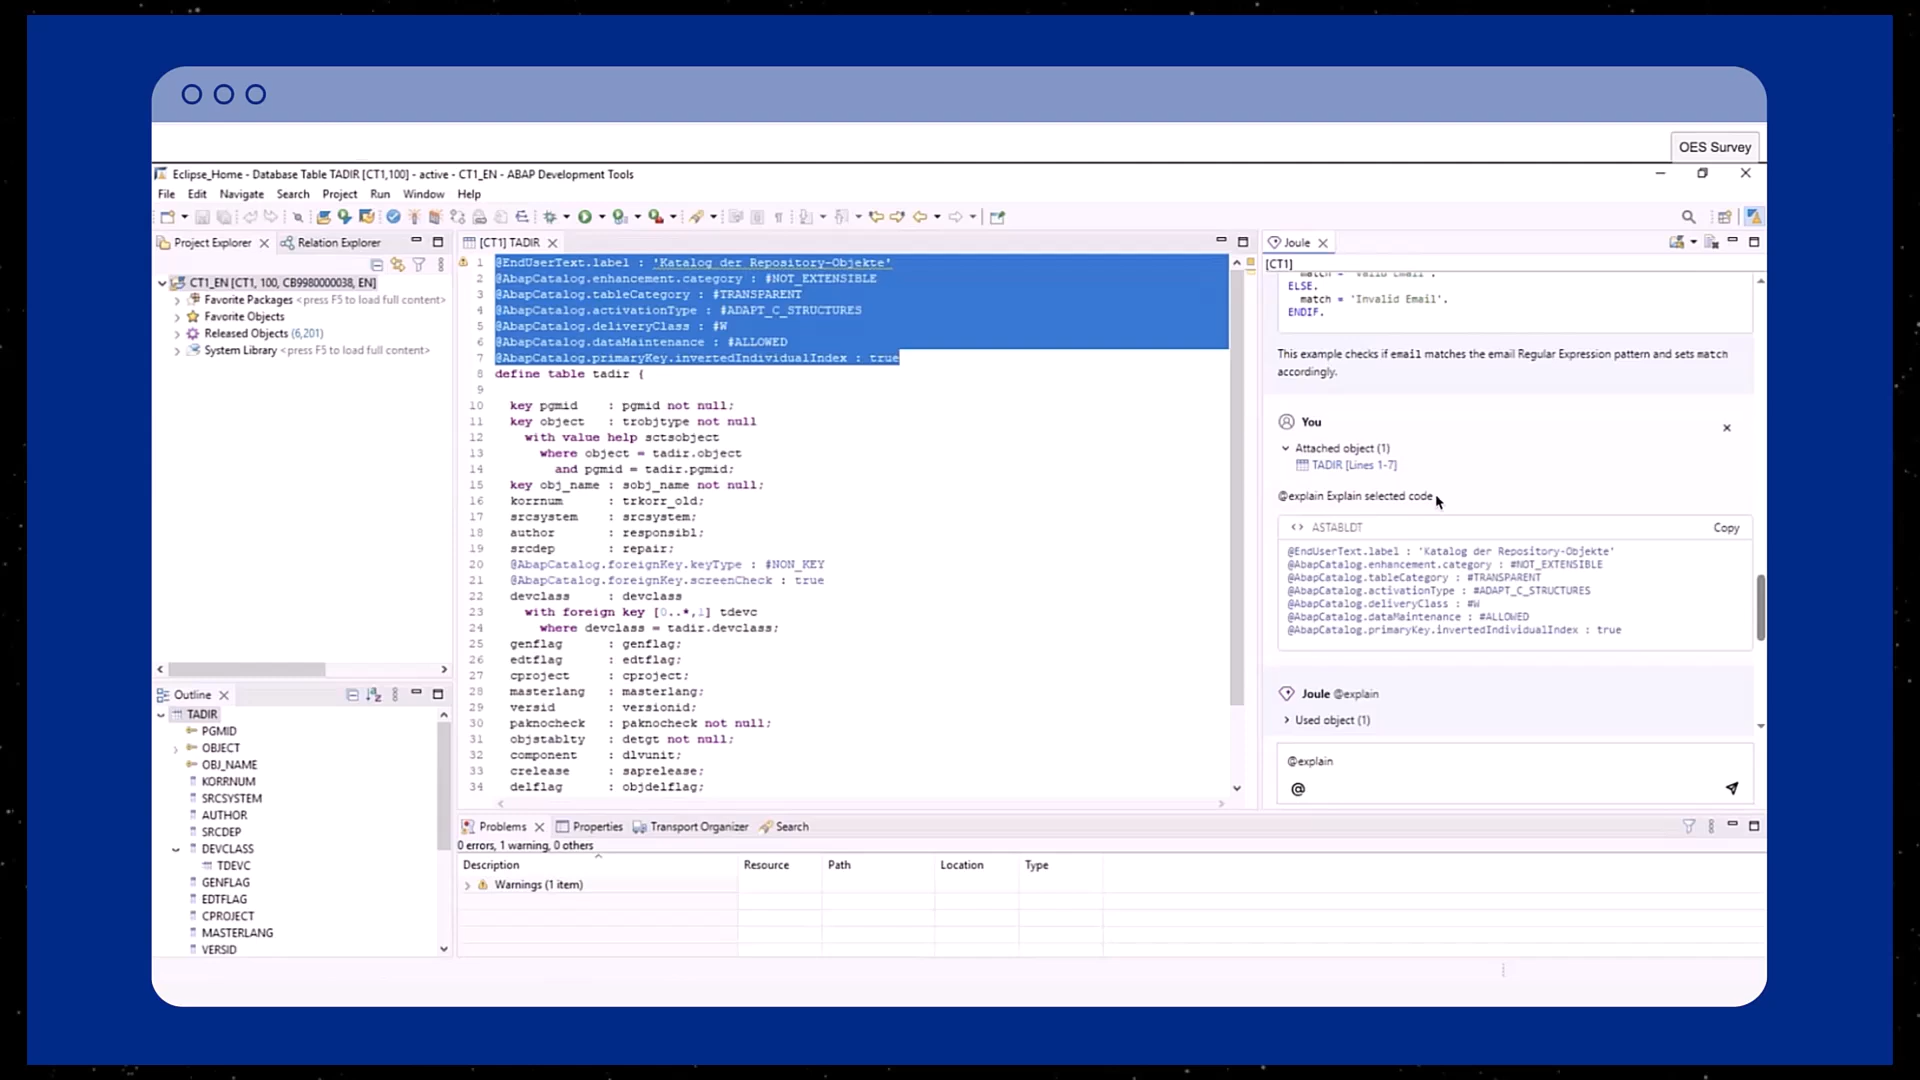 OES Survey
Eclipse_Home - Database Table TADIR [CT1,100] - active - CT1_EN - ABAP Development Tools
File Edit Navigate Search Project Run Window Help
Project Explorer
Relation Explorer
CT1_EN [CT1, 100, CB9980000038, EN]
Favorite Packages <press F5 to load full content>
Favorite Objects
Released Objects (6,201)
System Library <press F5 to load full content>
Outline
TADIR
PGMID
OBJECT
OBJ_NAME
KORRNUM
SRCSYSTEM
AUTHOR
SRCDEP
DEVCLASS
TDEVC
GENFLAG
EDTFLAG
CPROJECT
MASTERLANG
VERSID
[CT1] TADIR
1 @EndUserText.label : 'Katalog der Repository-Objekte'
2 @AbapCatalog.enhancement.category : #NOT_EXTENSIBLE
3 @AbapCatalog.tableCategory : #TRANSPARENT
4 @AbapCatalog.activationType : #ADAPT_C_STRUCTURES
5 @AbapCatalog.deliveryClass : #W
6 @AbapCatalog.dataMaintenance : #ALLOWED
7 @AbapCatalog.primaryKey.invertedIndividualIndex : true
8 define table tadir {
9
10 key pgmid : pgmid not null;
11 key object : trobjtype not null
12 with value help sctsobject
13 where object = tadir.object
14 and pgmid = tadir.pgmid;
15 key obj_name : sobj_name not null;
16 korrnum : trkorr_old;
17 srcsystem : srcsystem;
18 author : responsibl;
19 srcdep : repair;
20 @AbapCatalog.foreignKey.keyType : #NON_KEY
21 @AbapCatalog.foreignKey.screenCheck : true
22 devclass : devclass
23 with foreign key [0..*,1] tdevc
24 where devclass = tadir.devclass;
25 genflag : genflag;
26 edtflag : edtflag;
27 cproject : cproject;
28 masterlang : masterlang;
29 versid : versionid;
30 paknocheck : paknocheck not null;
31 objstablty : detgt not null;
32 component : dlvunit;
33 crelease : saprelease;
34 delflag : objdelflag;
Problems
Properties
Transport Organizer
Search
0 errors, 1 warning, 0 others
Description Resource Path Location Type
Warnings (1 item)
Joule
[CT1]
match = 'Valid Email'.
ELSE.
match = 'Invalid Email'.
ENDIF.
This example checks if email matches the email Regular Expression pattern and sets match
accordingly.
You
Attached object (1)
TADIR [Lines 1-7]
@explain Explain selected code
<> ASTABLDT Copy
@EndUserText.label : 'Katalog der Repository-Objekte'
@AbapCatalog.enhancement.category : #NOT_EXTENSIBLE
@AbapCatalog.tableCategory : #TRANSPARENT
@AbapCatalog.activationType : #ADAPT_C_STRUCTURES
@AbapCatalog.deliveryClass : #W
@AbapCatalog.dataMaintenance : #ALLOWED
@AbapCatalog.primaryKey.invertedIndividualIndex : true
Joule @explain
Used object (1)
@explain
@